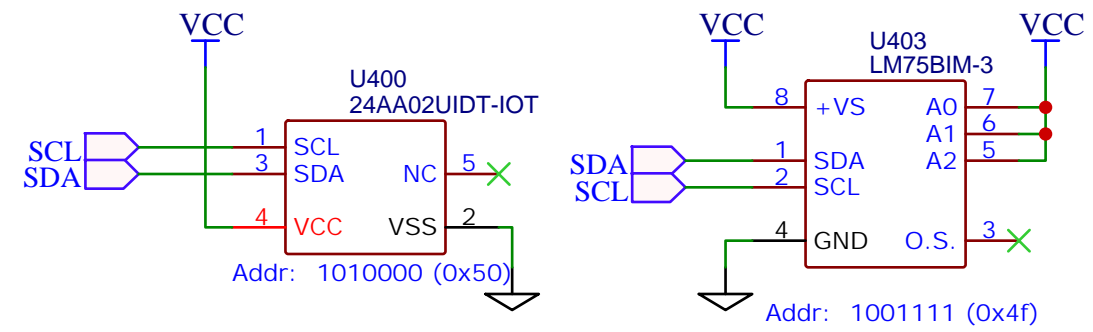 VCC
U400
24AA02UIDT-IOT
SCL
SDA
1
SCL
3
SDA
NC
5
4
VCC
VSS
2
Addr: 1010000 (0x50)
VCC
VCC
U403
LM75BIM-3
8
+VS
A0
7
A1
6
A2
5
SDA
SCL
1
SDA
2
SCL
4
GND
O.S.
3
Addr: 1001111 (0x4f)